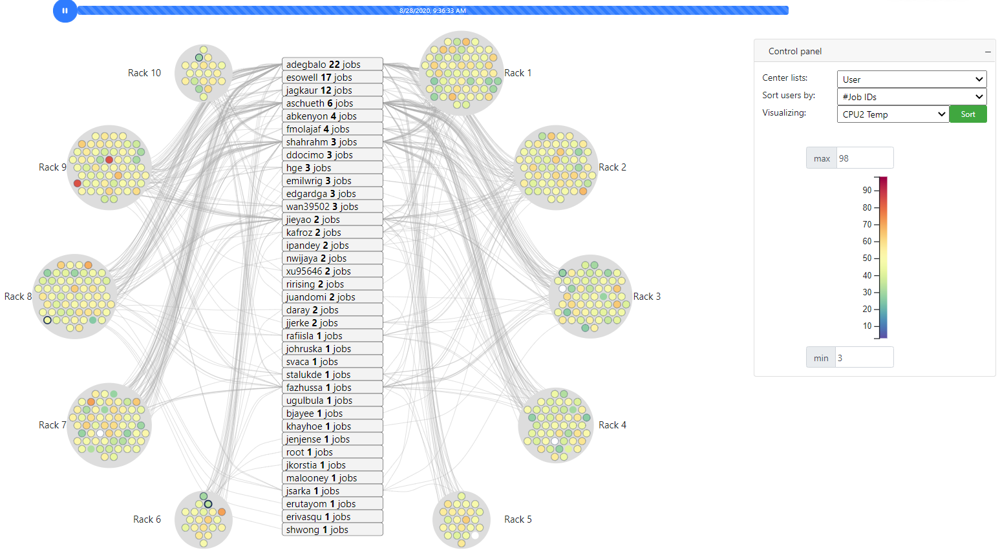 8/28/2020, 9:36:33 AM
Rack 10
Rack 9
Rack 8
Rack 7
Rack 6
adegbalo 22 jobs
esowell 17 jobs
jagkaur 12 jobs
aschueth 6 jobs
abkenyon 4 jobs
fmolajaf 4 jobs
shahrahm 3 jobs
ddocimo 3 jobs
hge 3 jobs
emilwrig 3 jobs
edgardga 3 jobs
wan39502 3 jobs
jieyao 2 jobs
kafroz 2 jobs
ipandey 2 jobs
nwijaya 2 jobs
xu95646 2 jobs
rirising 2 jobs
juandomi 2 jobs
daray 2 jobs
jjerke 2 jobs
rafiisla 1 jobs
johruska 1 jobs
svaca 1 jobs
stalukde 1 jobs
fazhussa 1 jobs
ugulbula 1 jobs
bjayee 1 jobs
khayhoe 1 jobs
jenjense 1 jobs
root 1 jobs
jkorstia 1 jobs
malooney 1 jobs
jsarka 1 jobs
erutayom 1 jobs
erivasqu 1 jobs
shwong 1 jobs
Rack 1
Rack 2
Rack 3
Rack 4
Rack 5
Control panel
Center lists: User
Sort users by: #Job IDs
Visualizing: CPU2 Temp Sort
max 98
90
80
70
60
50
40
30
20
10
min 3